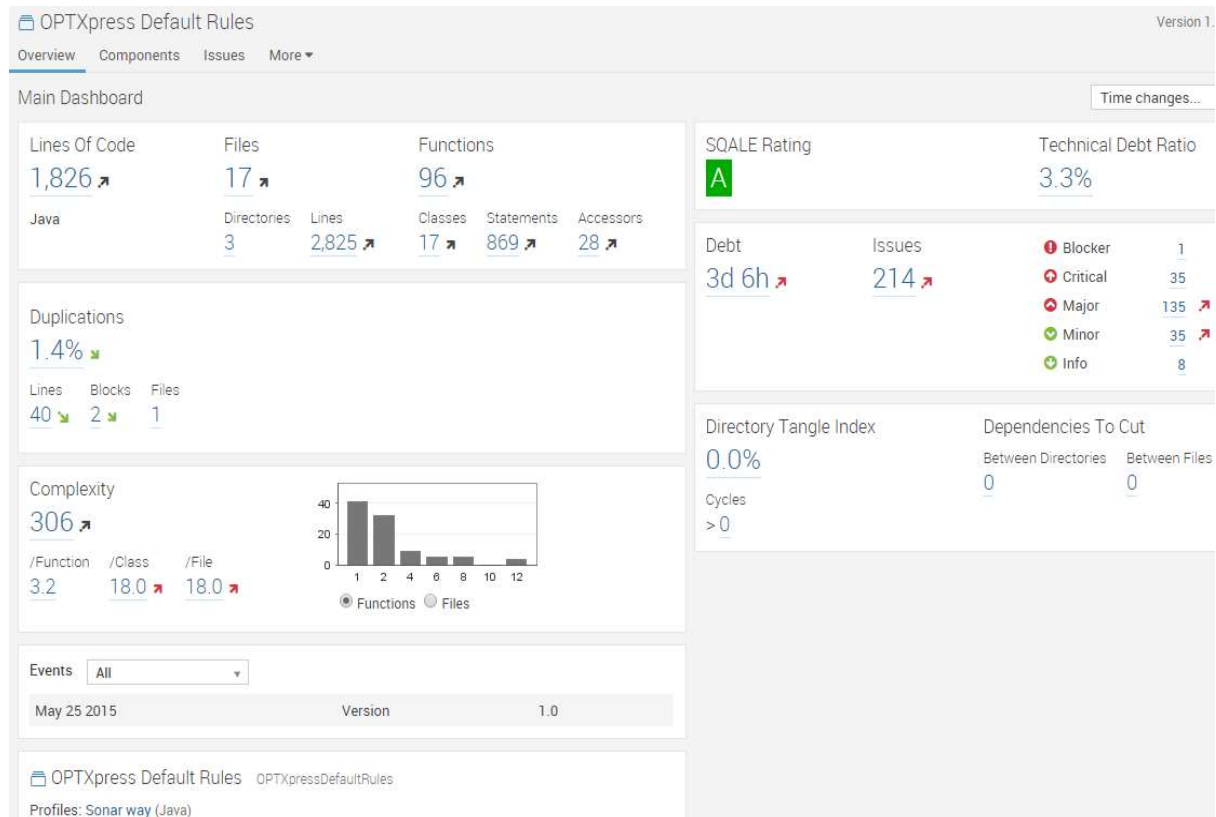 OPTXpress Default Rules
Version 1.
Overview Components Issues More
Main Dashboard
Time changes...
Lines Of Code Files Functions
1,826 17 96
Java
Directories Lines Classes Statements Accessors
3 2,825 17 869 28
SQALE Rating Technical Debt Ratio
A 3.3%
Debt Issues
3d 6h 214
Blocker 1
Critical 35
Major 135
Minor 35
Info 8
Duplications
1.4%
Lines Blocks Files
40 2 1
Directory Tangle Index Dependencies To Cut
0.0% Between Directories Between Files
0 0
Cycles
> 0
Complexity
306
/Function /Class /File
3.2 18.0 18.0
40
20
0
1 2 4 6 8 10 12
Functions Files
Events All
May 25 2015 Version 1.0
OPTXpress Default Rules OPTXpressDefaultRules
Profiles: Sonar way (Java)